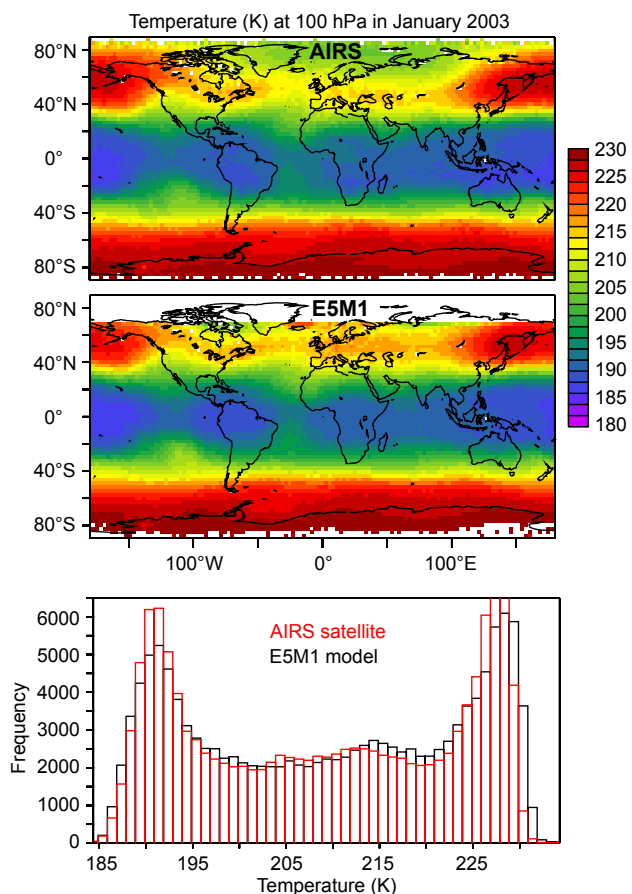 Temperature (K) at 100 hPa in January 2003
AIRS
80°N
40°N
0°
40°S
80°S
E5M1
80°N
40°N
0°
40°S
80°S
100°W 0° 100°E
230
225
220
215
210
205
200
195
190
185
180
AIRS satellite
E5M1 model
Frequency
6000
5000
4000
3000
2000
1000
0
185 195 205 215 225
Temperature (K)